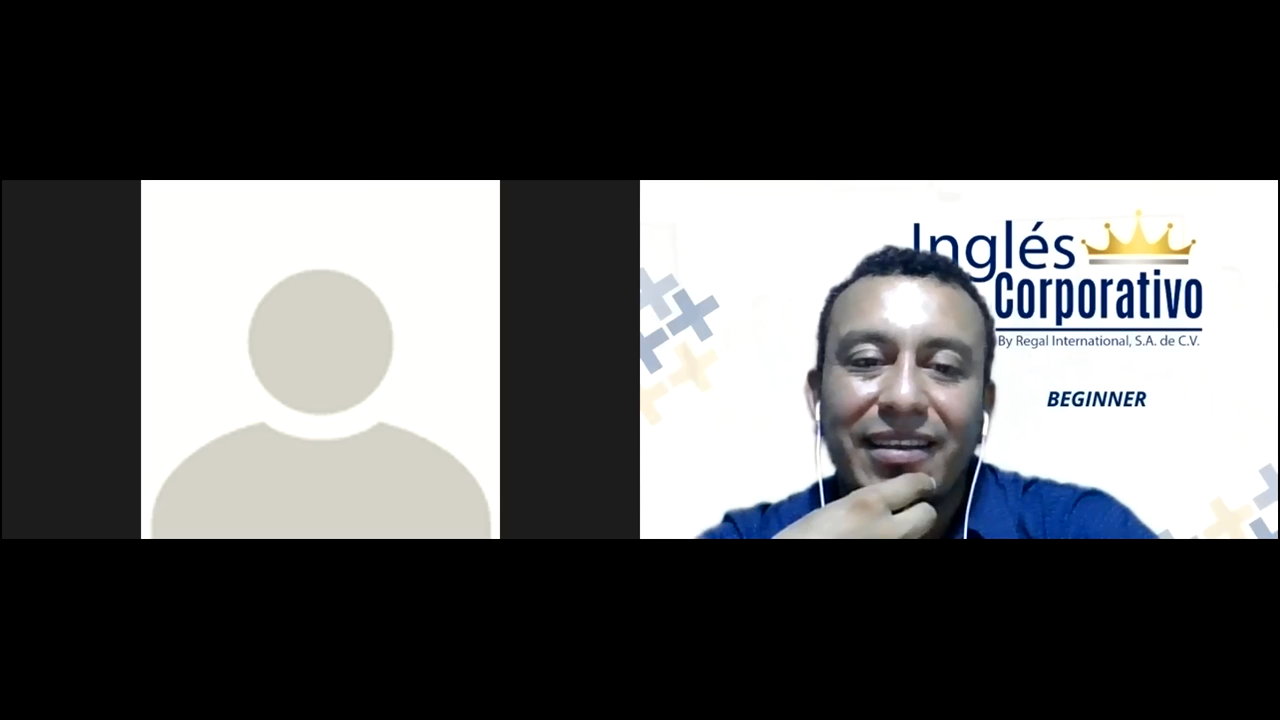 Inglés
Corporativo
By Regal International, S.A. de C.V.
BEGINNER